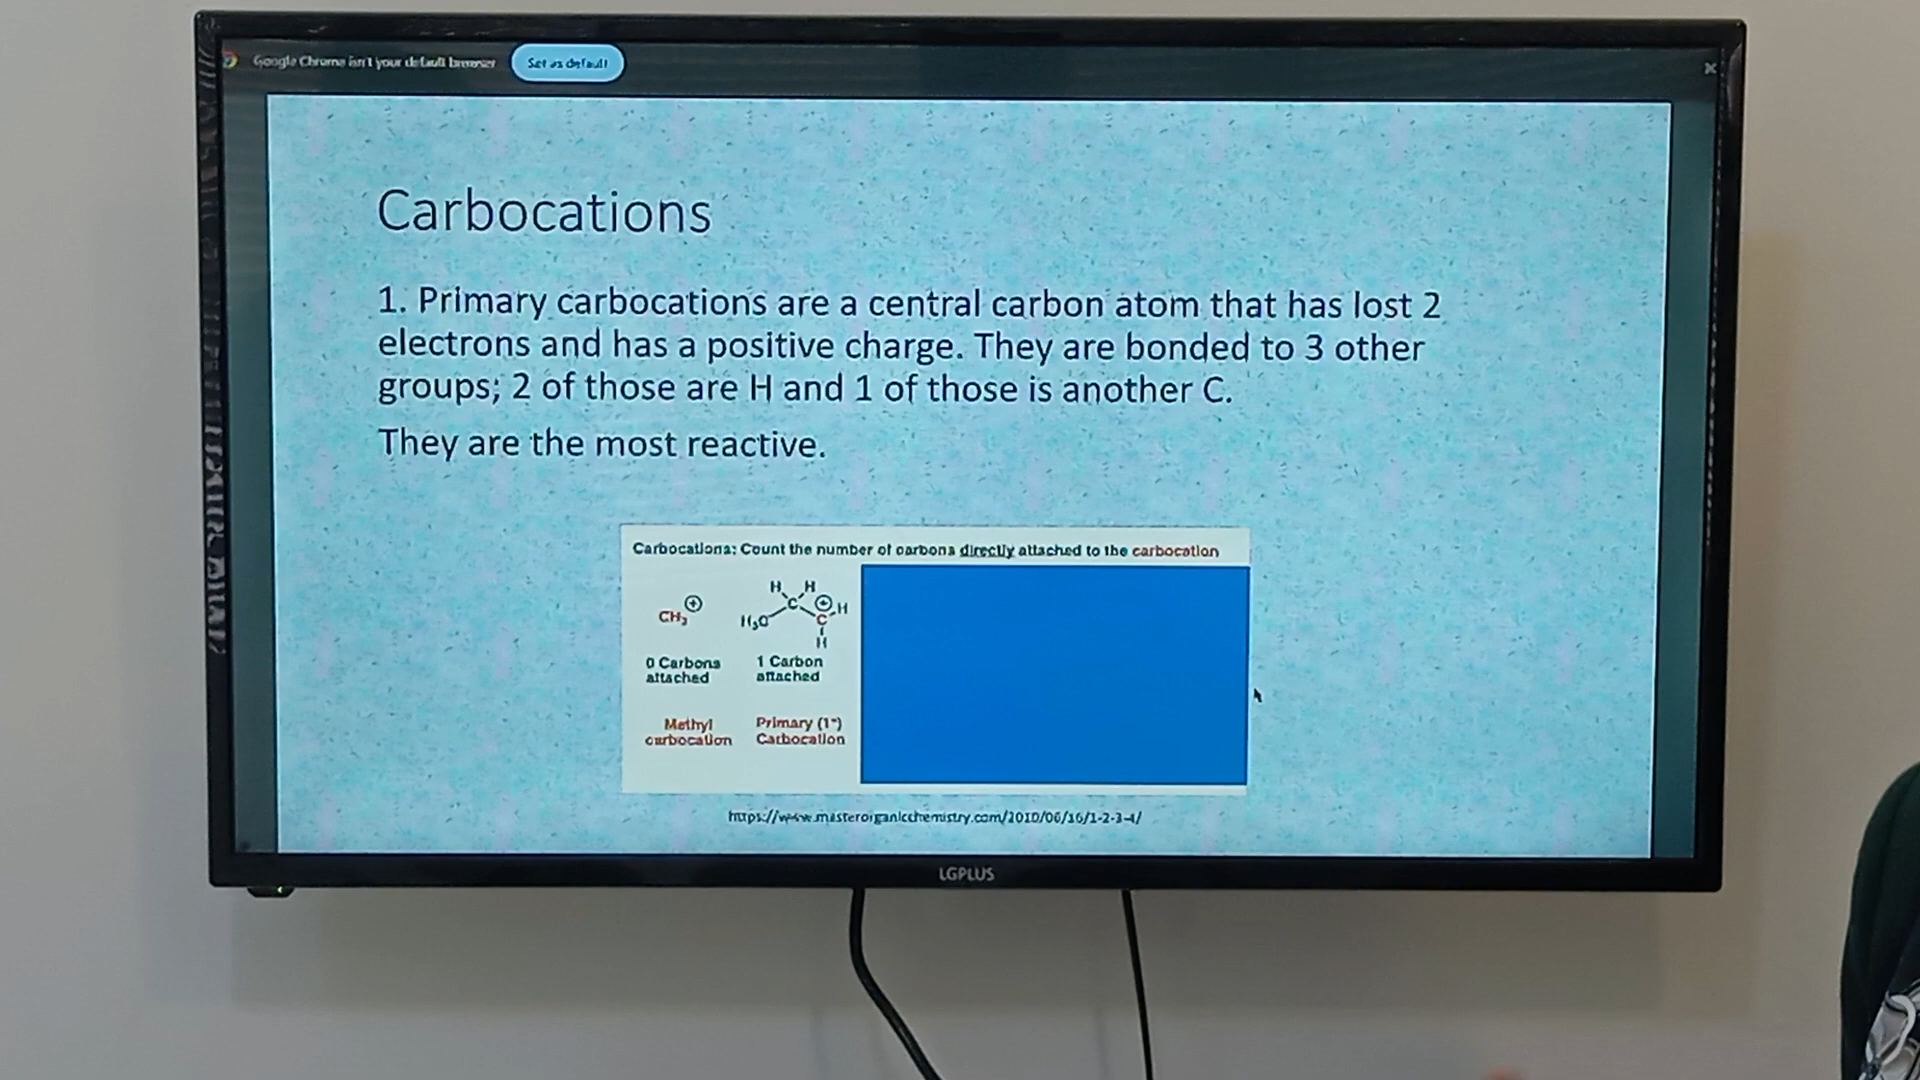 Google Chrome isn't your default browser Set as default
Carbocations
1. Primary carbocations are a central carbon atom that has lost 2
electrons and has a positive charge. They are bonded to 3 other
groups; 2 of those are H and 1 of those is another C.
They are the most reactive.
Carbocations: Count the number of carbons directly attached to the carbocation
H H
CH3 + C + H
H3C C
H
0 Carbons attached
1 Carbon attached
Methyl carbocation
Primary (1°) Carbocation
https://www.masterorganicchemistry.com/2010/06/16/1-2-3-4/
LGPLUS